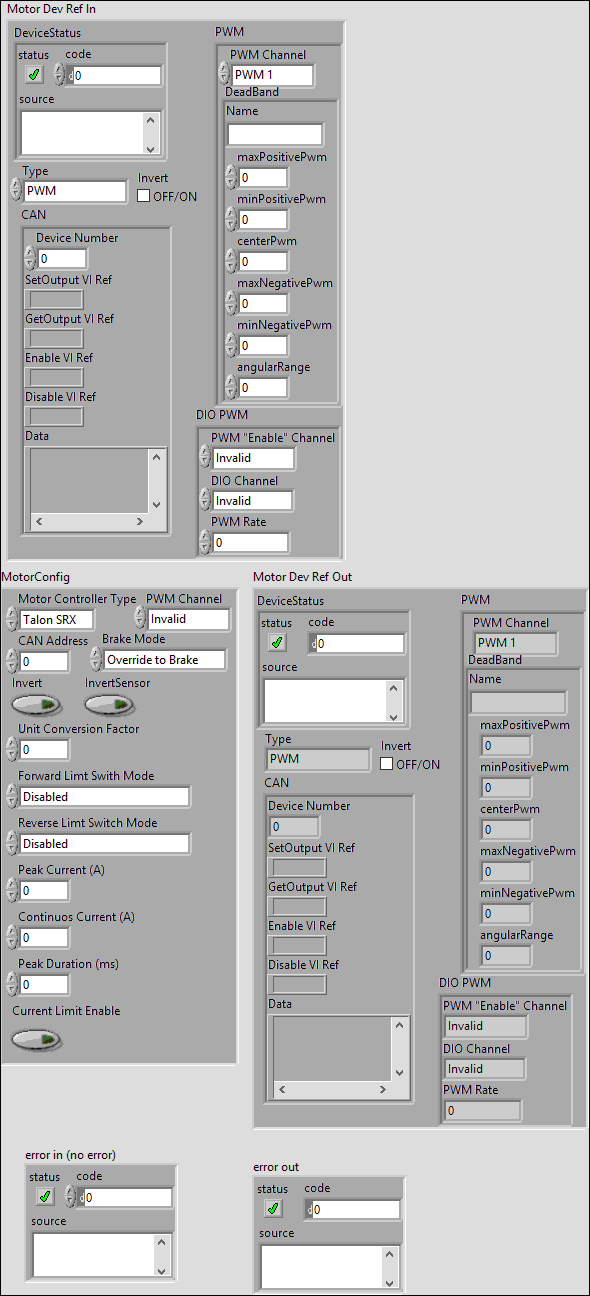 Motor Dev Ref In
DeviceStatus
status code
d 0
source
Type
PWM
Invert
OFF/ON
CAN
Device Number
0
SetOutput VI Ref
GetOutput VI Ref
Enable VI Ref
Disable VI Ref
Data
PWM
PWM Channel
PWM 1
DeadBand
Name
maxPositivePwm
0
minPositivePwm
0
centerPwm
0
maxNegativePwm
0
minNegativePwm
0
angularRange
0
DIO PWM
PWM "Enable" Channel
Invalid
DIO Channel
Invalid
PWM Rate
0
MotorConfig
Motor Controller Type PWM Channel
Talon SRX Invalid
CAN Address Brake Mode
0 Override to Brake
Invert InvertSensor
Unit Conversion Factor
0
Forward Limt Swith Mode
Disabled
Reverse Limt Switch Mode
Disabled
Peak Current (A)
0
Continuos Current (A)
0
Peak Duration (ms)
0
Current Limit Enable
Motor Dev Ref Out
DeviceStatus
status code
d 0
source
Type
PWM
Invert
OFF/ON
CAN
Device Number
0
SetOutput VI Ref
GetOutput VI Ref
Enable VI Ref
Disable VI Ref
Data
PWM
PWM Channel
PWM 1
DeadBand
Name
maxPositivePwm
0
minPositivePwm
0
centerPwm
0
maxNegativePwm
0
minNegativePwm
0
angularRange
0
DIO PWM
PWM "Enable" Channel
Invalid
DIO Channel
Invalid
PWM Rate
0
error in (no error)
status code
d 0
source
error out
status code
d 0
source